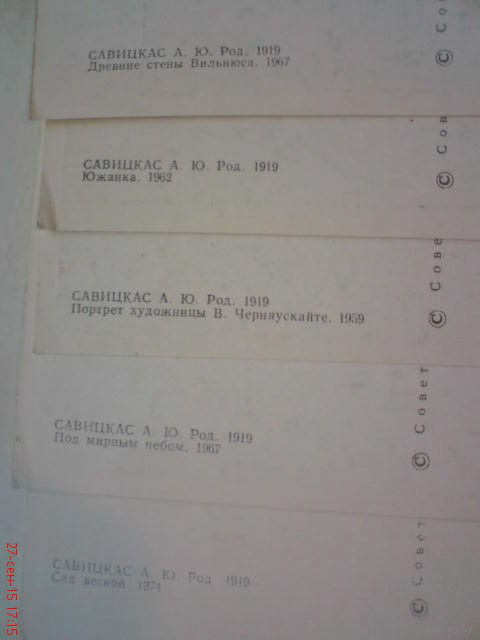 САВИЦКАС А. Ю. Род. 1919
Древние стены Вильнюса. 1967
© Сов
САВИЦКАС А. Ю. Род. 1919
Южанка. 1962
© Сов
САВИЦКАС А. Ю. Род. 1919
Портрет художницы В. Черняускайте. 1959
© Совет
САВИЦКАС А. Ю. Род. 1919
Под мирным небом. 1967
© Совет
САВИЦКАС А. Ю. Род. 1919
Сад весной. 1974
© Совет
27-сен-15 17:15